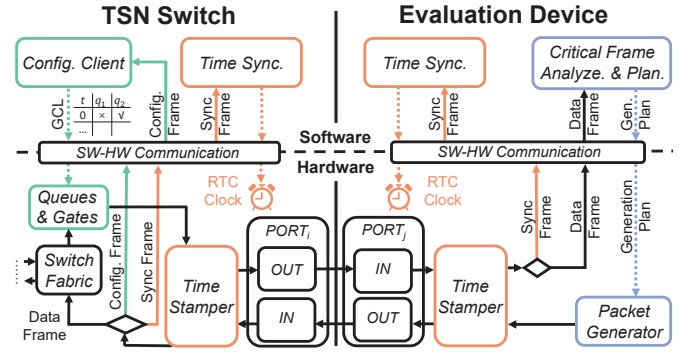 TSN Switch
Evaluation Device
Config. Client
Time Sync.
Time Sync.
Critical Frame
Analyze. & Plan.
GCL
t q1 q2
0 × √
...
Config.
Frame
Sync
Frame
Sync
Frame
Data
Frame
Gen.
Plan
Software
SW-HW Communication
SW-HW Communication
Hardware
RTC
Clock
RTC
Clock
Queues
& Gates
Switch
Fabric
......
Data
Frame
Config. Frame
Sync Frame
Time
Stamper
PORTi
OUT
IN
PORTj
IN
OUT
Time
Stamper
Sync
Frame
Data
Frame
Generation
Plan
Packet
Generator